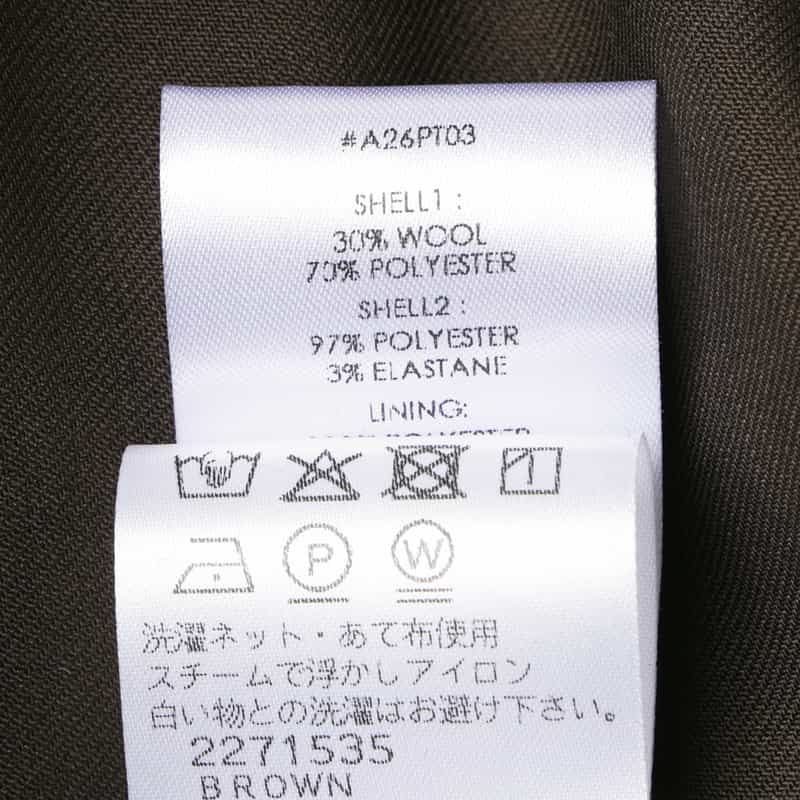 #A26PT03
SHELL1 :
30% WOOL
70% POLYESTER
SHELL2 :
97% POLYESTER
3% ELASTANE
LINING:
POLYESTER
P W
洗濯ネット・あて布使用
スチームで浮かしアイロン
白い物との洗濯はお避け下さい。
2271535
BROWN